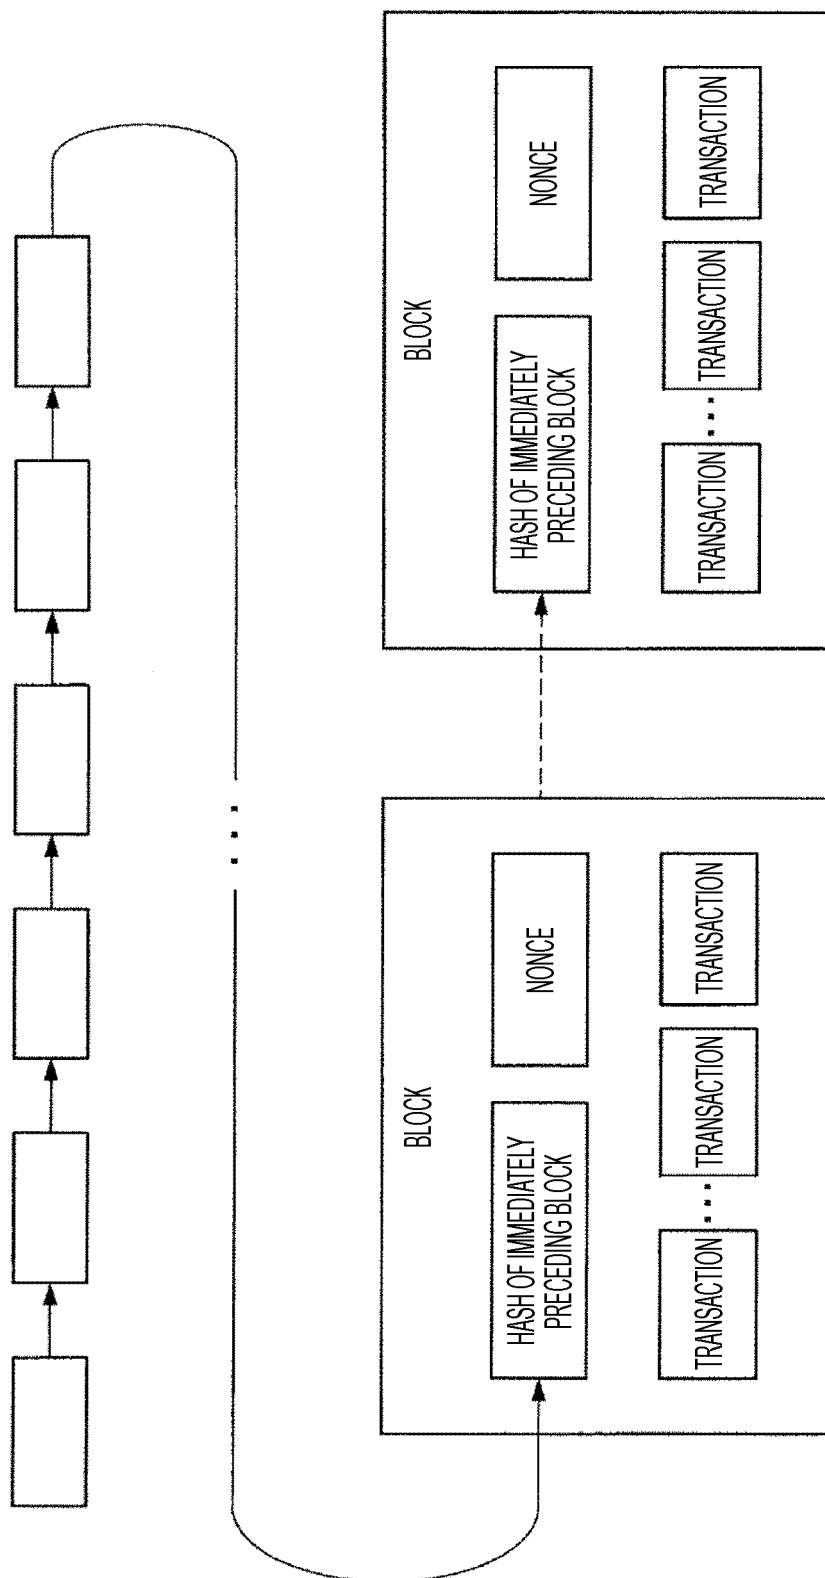 BLOCK
HASH OF IMMEDIATELY
PRECEDING BLOCK
NONCE
TRANSACTION
TRANSACTION
TRANSACTION
BLOCK
HASH OF IMMEDIATELY
PRECEDING BLOCK
NONCE
TRANSACTION
TRANSACTION
TRANSACTION